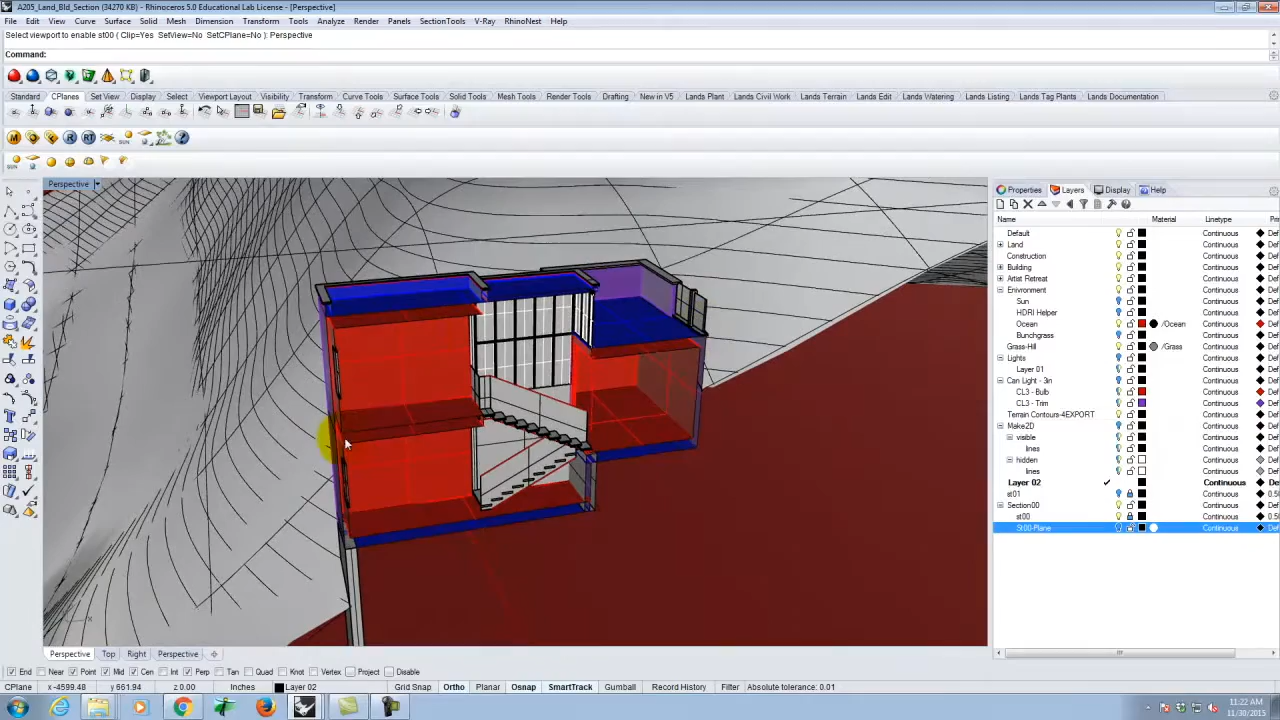 A205_Land_Bld_Section (34270 KB) - Rhinoceros 5.0 Educational Lab License - [Perspective]
File Edit View Curve Surface Solid Mesh Dimension Transform Tools Analyze Render Panels SectionTools V-Ray RhinoNest Help
Select viewport to enable st00 ( Clip=Yes SetView=No SetCPlane=No ): Perspective
Command:
Standard CPlanes Set View Display Select Viewport Layout Visibility Transform Curve Tools Surface Tools Solid Tools Mesh Tools Render Tools Drafting New in V5 Lands Plant Lands Civil Work Lands Terrain Lands Edit Lands Watering Lands Listing Lands Tag Plants Lands Documentation
Perspective
Properties Layers Display Help
Name Material Linetype
Default Continuous
Land Continuous
Construction Continuous
Building Continuous
Artist Retreat Continuous
Enivronment Continuous
Sun Continuous
HDRI Helper Continuous
Ocean /Ocean Continuous
Bunchgrass Continuous
Grass-Hill /Grass Continuous
Lights Continuous
Layer 01 Continuous
Can Light - 3in Continuous
CL3 - Bulb Continuous
CL3 - Trim Continuous
Terrain Contours-4EXPORT Continuous
Make2D Continuous
visible Continuous
lines Continuous
hidden Continuous
lines Continuous
Layer 02 Continuous
st01 Continuous
Section00 Continuous
st00 Continuous
St00-Plane Continuous
Perspective Top Right Perspective
End Near Point Mid Cen Int Perp Tan Quad Knot Vertex Project Disable
CPlane x -4599.48 y 661.94 z 0.00 Inches Layer 02 Grid Snap Ortho Planar Osnap SmartTrack Gumball Record History Filter Absolute tolerance: 0.01
11:22 AM
11/30/2015